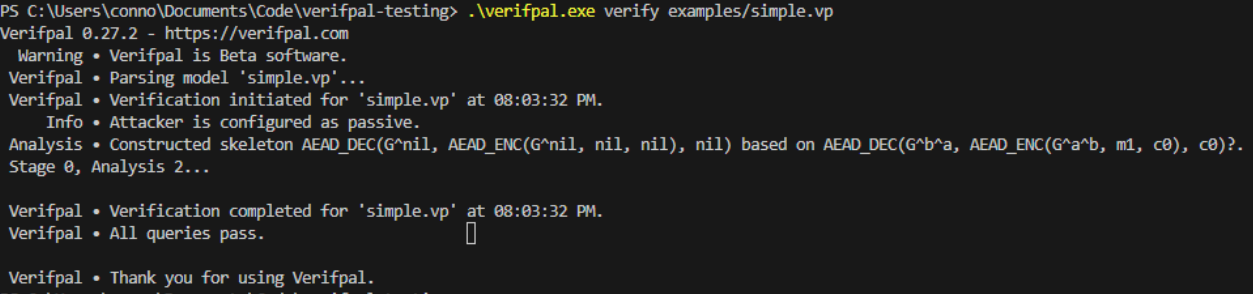 PS C:\Users\conno\Documents\Code\verifpal-testing> .\verifpal.exe verify examples/simple.vp
Verifpal 0.27.2 - https://verifpal.com
Warning • Verifpal is Beta software.
Verifpal • Parsing model 'simple.vp'...
Verifpal • Verification initiated for 'simple.vp' at 08:03:32 PM.
Info • Attacker is configured as passive.
Analysis • Constructed skeleton AEAD_DEC(G^nil, AEAD_ENC(G^nil, nil, nil), nil) based on AEAD_DEC(G^b^a, AEAD_ENC(G^a^b, m1, c0), c0)?.
Stage 0, Analysis 2...
Verifpal • Verification completed for 'simple.vp' at 08:03:32 PM.
Verifpal • All queries pass.
Verifpal • Thank you for using Verifpal.